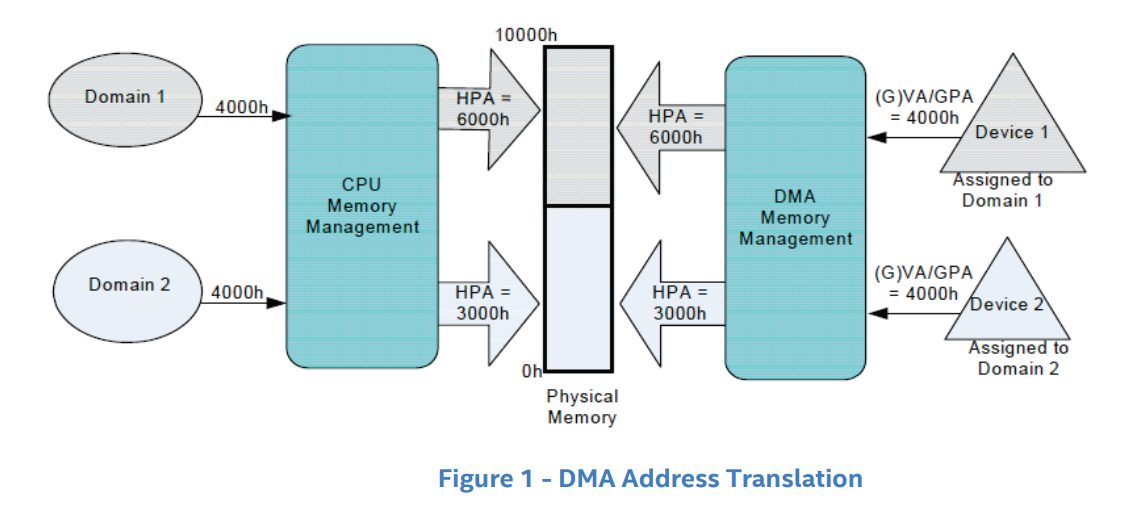 10000h
Domain 1
4000h
HPA =
6000h
HPA =
6000h
(G)VA/GPA
= 4000h
Device 1
Assigned to
Domain 1
CPU
Memory
Management
DMA
Memory
Management
Domain 2
4000h
HPA =
3000h
HPA =
3000h
(G)VA/GPA
= 4000h
Device 2
Assigned to
Domain 2
0h
Physical
Memory
Figure 1 - DMA Address Translation